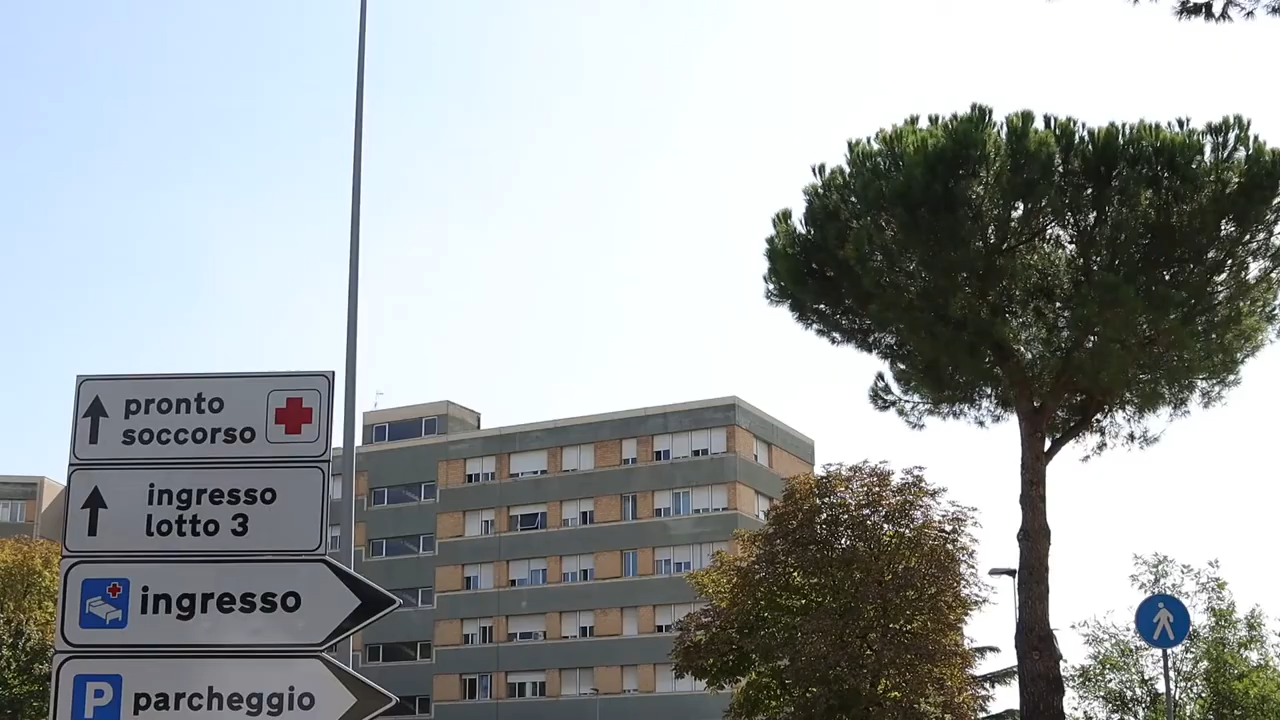 pronto
soccorso
ingresso
lotto 3
ingresso
P parcheggio